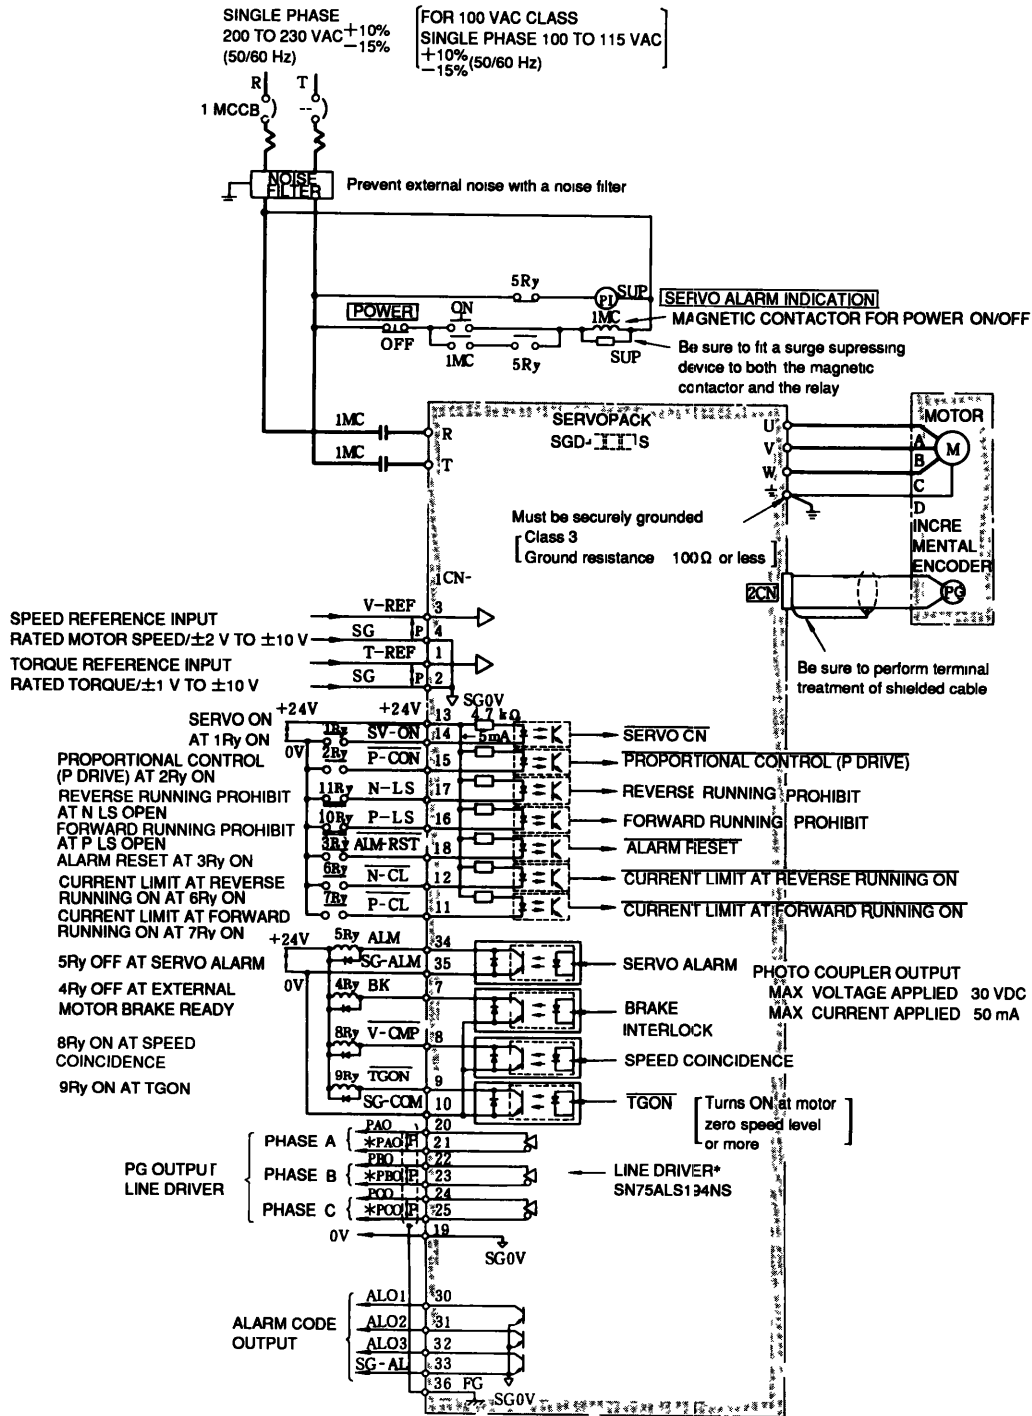 SINGLE PHASE
200 TO 230 VAC +10% −15%
(50/60 Hz)
FOR 100 VAC CLASS
SINGLE PHASE 100 TO 115 VAC
+10% −15% (50/60 Hz)
R T
1 MCCB
NOISE
FILTER
Prevent external noise with a noise filter
5Ry
PI
SUP
SERVO ALARM INDICATION
POWER
ON
OFF
1MC
MAGNETIC CONTACTOR FOR POWER ON/OFF
1MC
5Ry
SUP
Be sure to fit a surge supressing
device to both the magnetic
contactor and the relay
1MC
R
1MC
T
SERVOPACK
SGD- S
U
V
W
MOTOR
A
B
C
D
M
INCRE
MENTAL
ENCODER
PG
Must be securely grounded
Class 3
Ground resistance 100Ω or less
2CN
Be sure to perform terminal
treatment of shielded cable
1CN-
SPEED REFERENCE INPUT
RATED MOTOR SPEED/±2 V TO ±10 V
V-REF 3
SG P 4
TORQUE REFERENCE INPUT
RATED TORQUE/±1 V TO ±10 V
T-REF 1
SG P 2
SG0V
+24V +24V 13 4.7 kΩ
SERVO ON
AT 1Ry ON
0V
1Ry SV-ON 14 5mA
SERVO CN
PROPORTIONAL CONTROL
(P DRIVE) AT 2Ry ON
2Ry P-CON 15
PROPORTIONAL CONTROL (P DRIVE)
REVERSE RUNNING PROHIBIT
AT N LS OPEN
11Ry N-LS 17
REVERSE RUNNING PROHIBIT
FORWARD RUNNING PROHIBIT
AT P LS OPEN
10Ry P-LS 16
FORWARD RUNNING PROHIBIT
ALARM RESET AT 3Ry ON
3Ry ALM-RST 18
ALARM RESET
CURRENT LIMIT AT REVERSE
RUNNING ON AT 6Ry ON
6Ry N-CL 12
CURRENT LIMIT AT REVERSE RUNNING ON
CURRENT LIMIT AT FORWARD
RUNNING ON AT 7Ry ON
7Ry P-CL 11
CURRENT LIMIT AT FORWARD RUNNING ON
+24V
5Ry ALM 34
5Ry OFF AT SERVO ALARM
SG-ALM 35
SERVO ALARM
0V
4Ry OFF AT EXTERNAL
MOTOR BRAKE READY
4Ry BK 7
BRAKE
INTERLOCK
PHOTO COUPLER OUTPUT
MAX VOLTAGE APPLIED 30 VDC
MAX CURRENT APPLIED 50 mA
8Ry ON AT SPEED
COINCIDENCE
8Ry V-CMP 8
SPEED COINCIDENCE
9Ry ON AT TGON
9Ry TGON 9
SG-COM 10
TGON
Turns ON at motor
zero speed level
or more
PG OUTPUT
LINE DRIVER
PHASE A
PAO 20
*PAO P 21
PHASE B
PBO 22
*PBO P 23
PHASE C
PCO 24
*PCO P 25
LINE DRIVER*
SN75ALS194NS
0V 19
SG0V
ALARM CODE
OUTPUT
ALO1 30
ALO2 31
ALO3 32
SG-AL 33
36 FG
SG0V